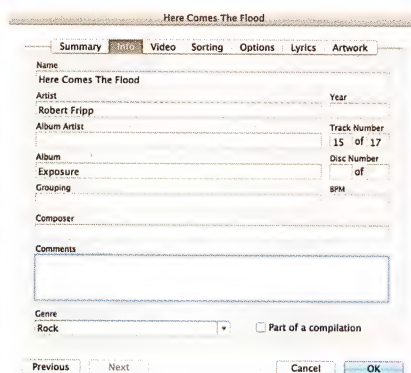 Here Comes The Flood
Summary Info Video Sorting Options Lyrics Artwork
Name
Here Comes The Flood
Artist Year
Robert Fripp
Album Artist Track Number
15 of 17
Album Disc Number
Exposure of
Grouping BPM
Composer
Comments
Genre
Rock Part of a compilation
Previous Next Cancel OK